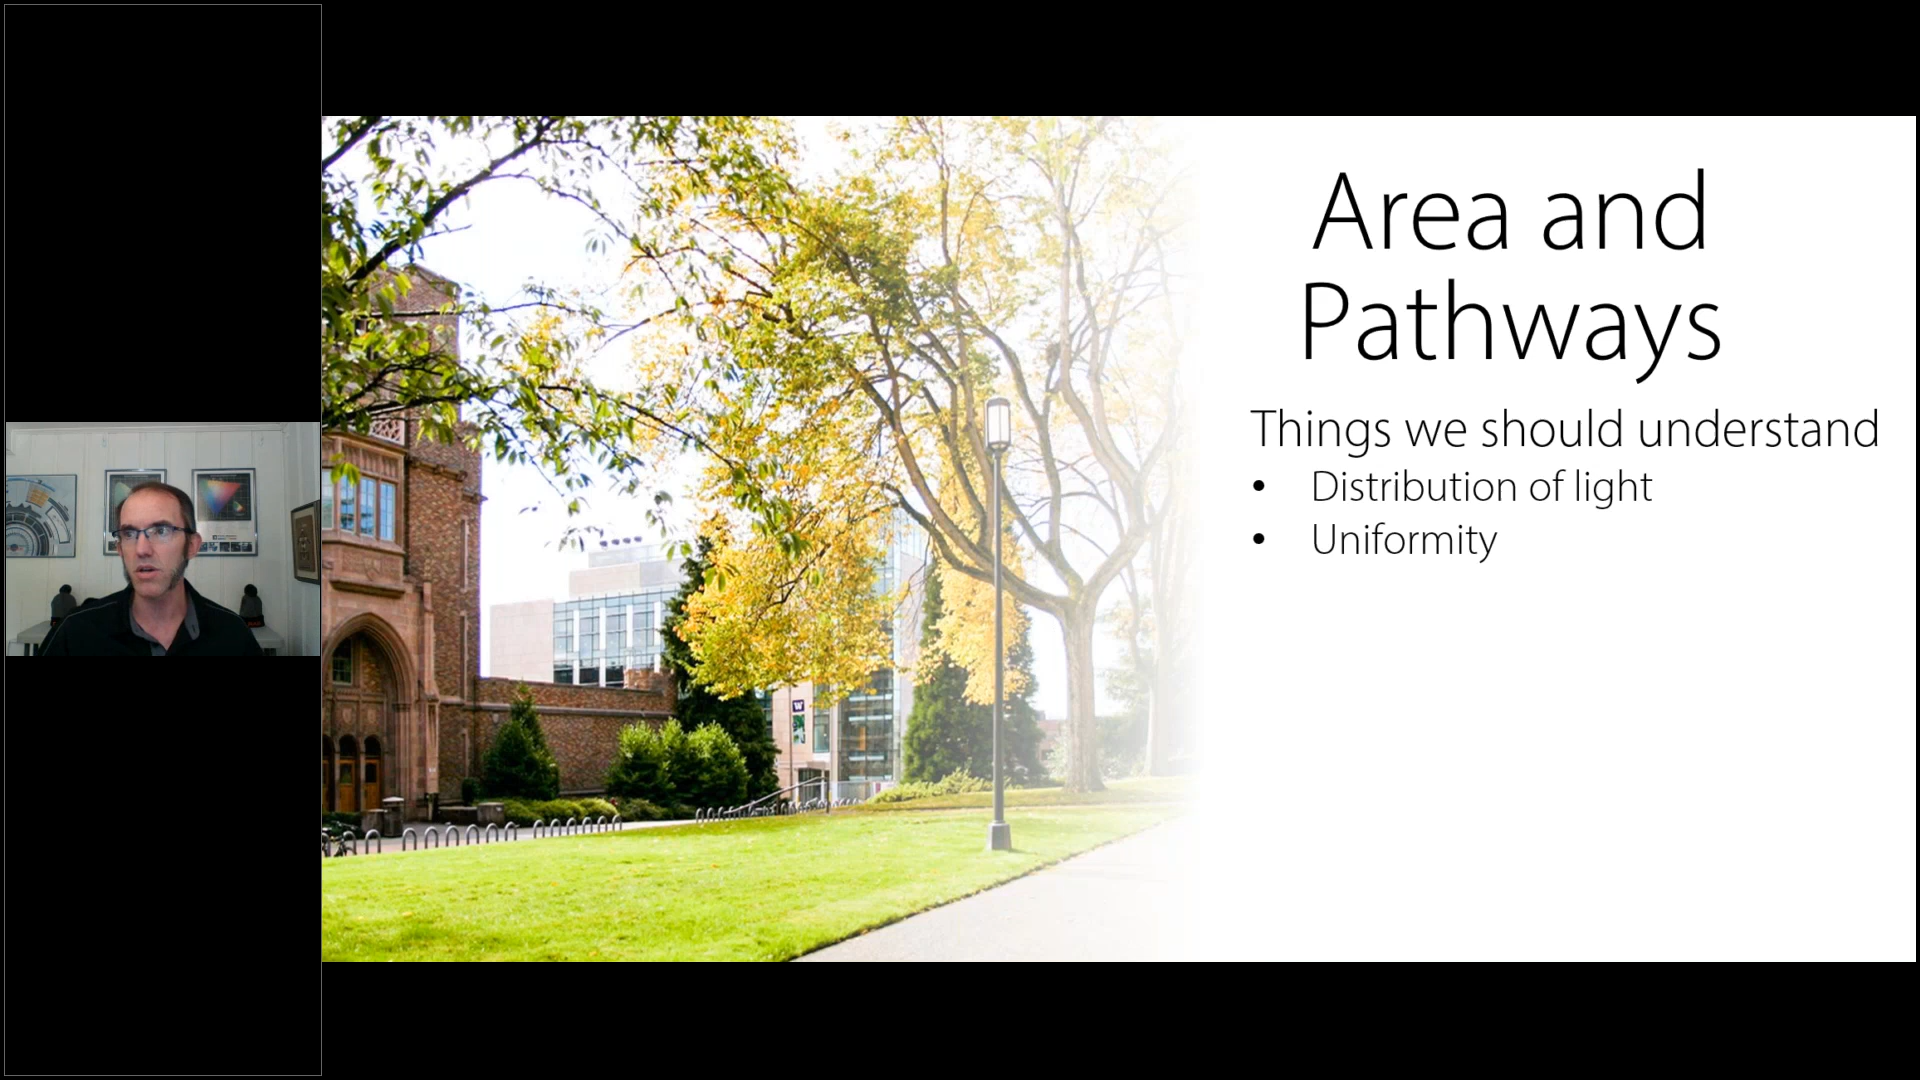 Area and
Pathways
Things we should understand
• Distribution of light
• Uniformity
W